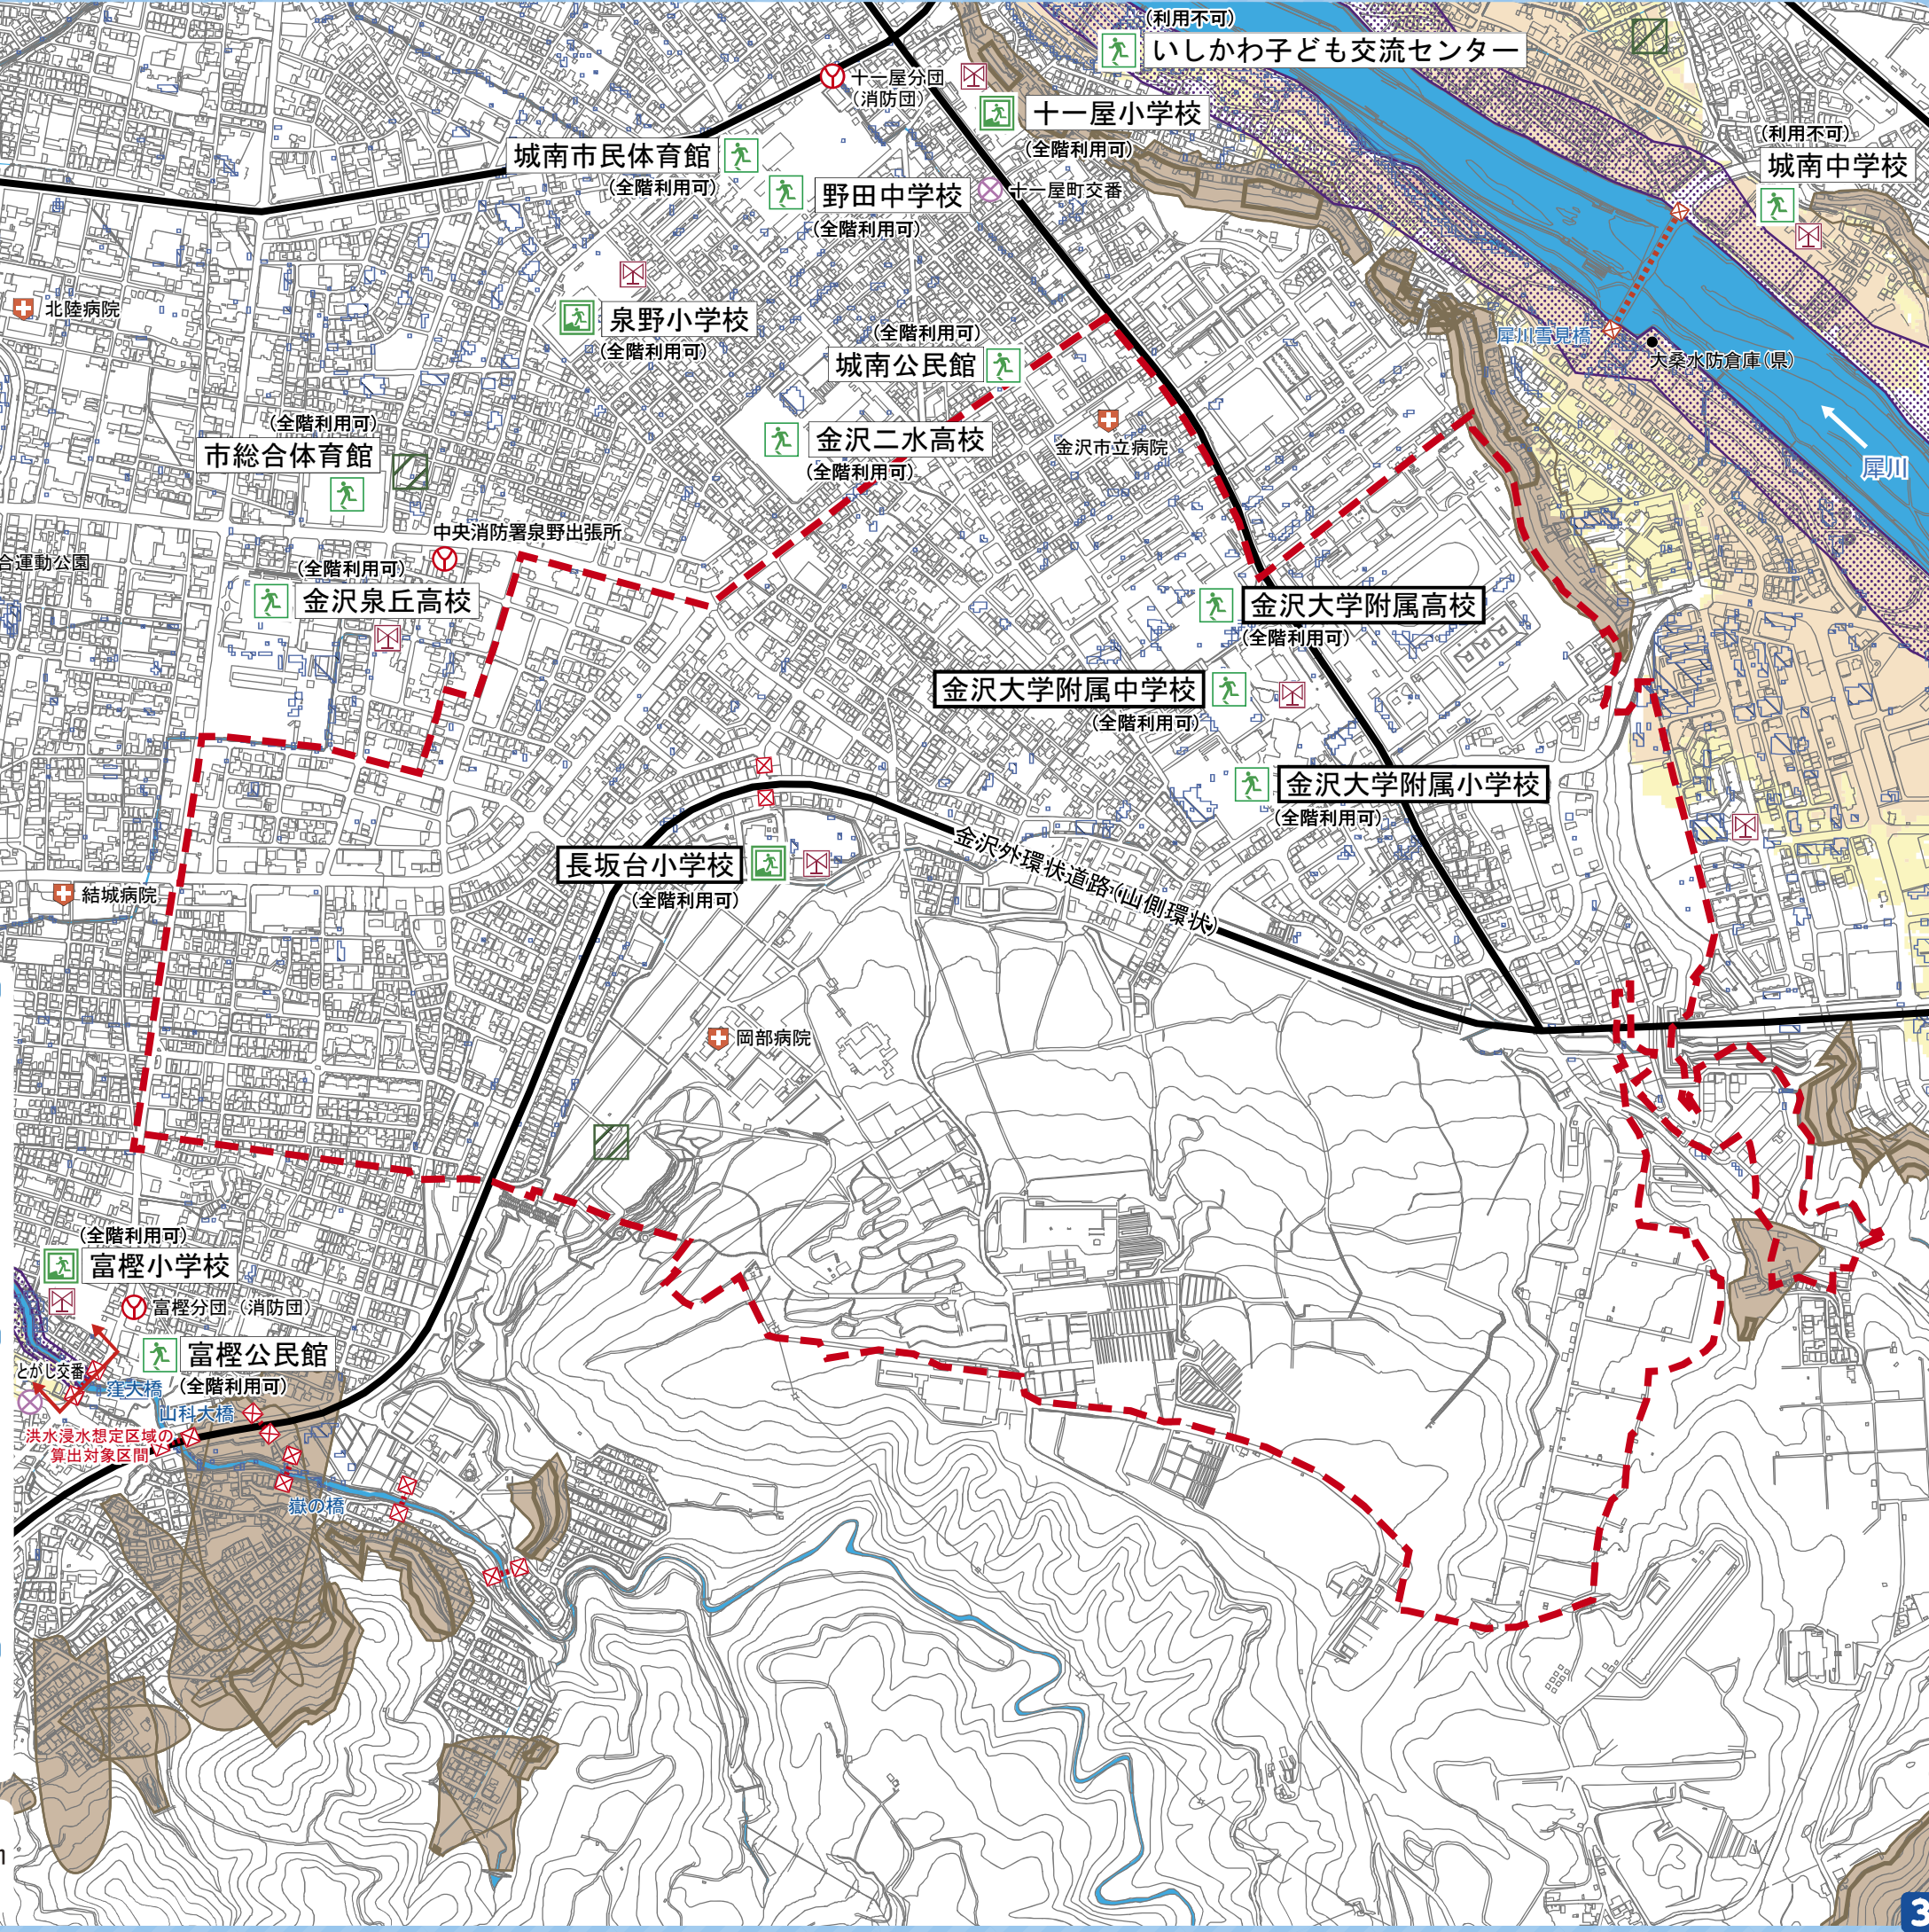 (利用不可)
いしかわ子ども交流センター
十一屋分団
(消防団)
十一屋小学校
(全階利用可)
(利用不可)
城南中学校
城南市民体育館
(全階利用可)
野田中学校
(全階利用可)
十一屋町交番
北陸病院
泉野小学校
(全階利用可)
(全階利用可)
城南公民館
犀川雪見橋
大桑水防倉庫(県)
犀川
(全階利用可)
市総合体育館
金沢二水高校
(全階利用可)
金沢市立病院
中央消防署泉野出張所
合運動公園
(全階利用可)
金沢泉丘高校
金沢大学附属高校
(全階利用可)
金沢大学附属中学校
(全階利用可)
金沢大学附属小学校
(全階利用可)
金沢外環状道路(山側環状)
長坂台小学校
(全階利用可)
結城病院
岡部病院
(全階利用可)
富樫小学校
富樫分団(消防団)
富樫公民館
(全階利用可)
とがし交番
窪大橋
山科大橋
洪水浸水想定区域の
算出対象区間
嶽の橋
3